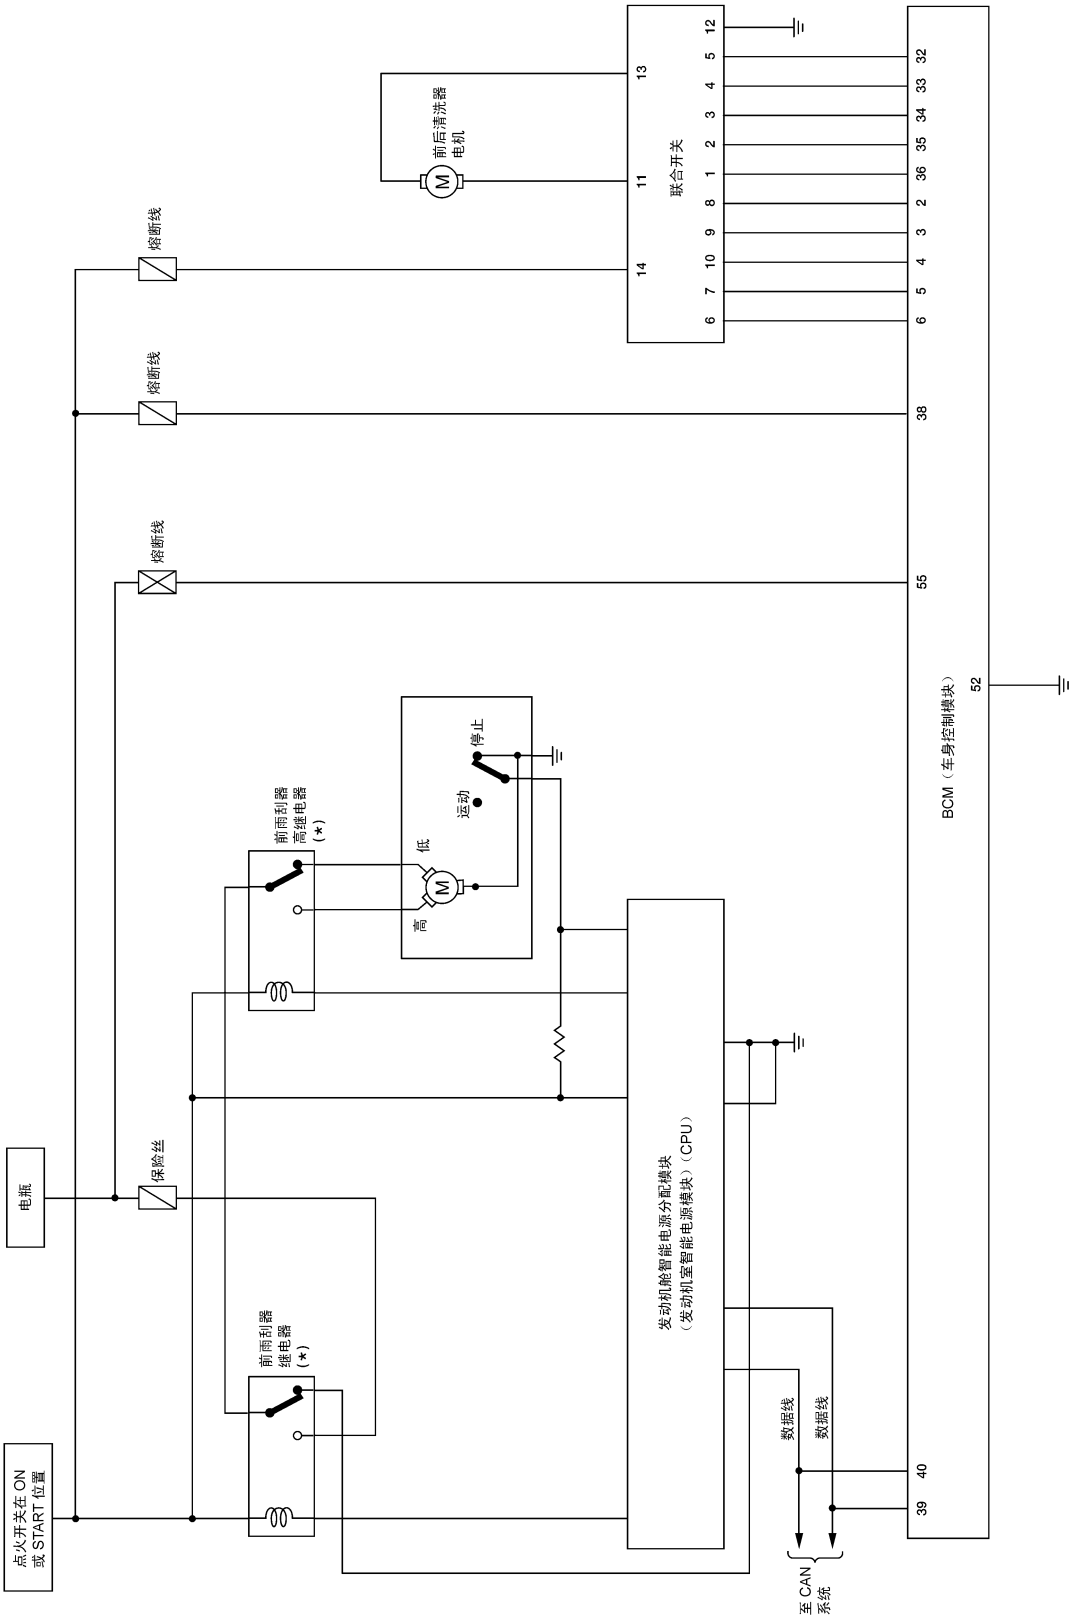 点火开关在 ON
或 START 位置
电瓶
保险丝
熔断线
熔断线
熔断线
前雨刮器
继电器
(*)
前雨刮器
高继电器
(*)
高
低
M
运动
停止
前后清洗器
电机
M
14
11
13
联合开关
6 7 10 9 8 1 2 3 4 5 12
发动机舱智能电源分配模块
（发动机室智能电源模块）（CPU）
数据线
数据线
至 CAN
系统
39 40 55 38 6 5 4 3 2 36 35 34 33 32
BCM（车身控制模块）
52